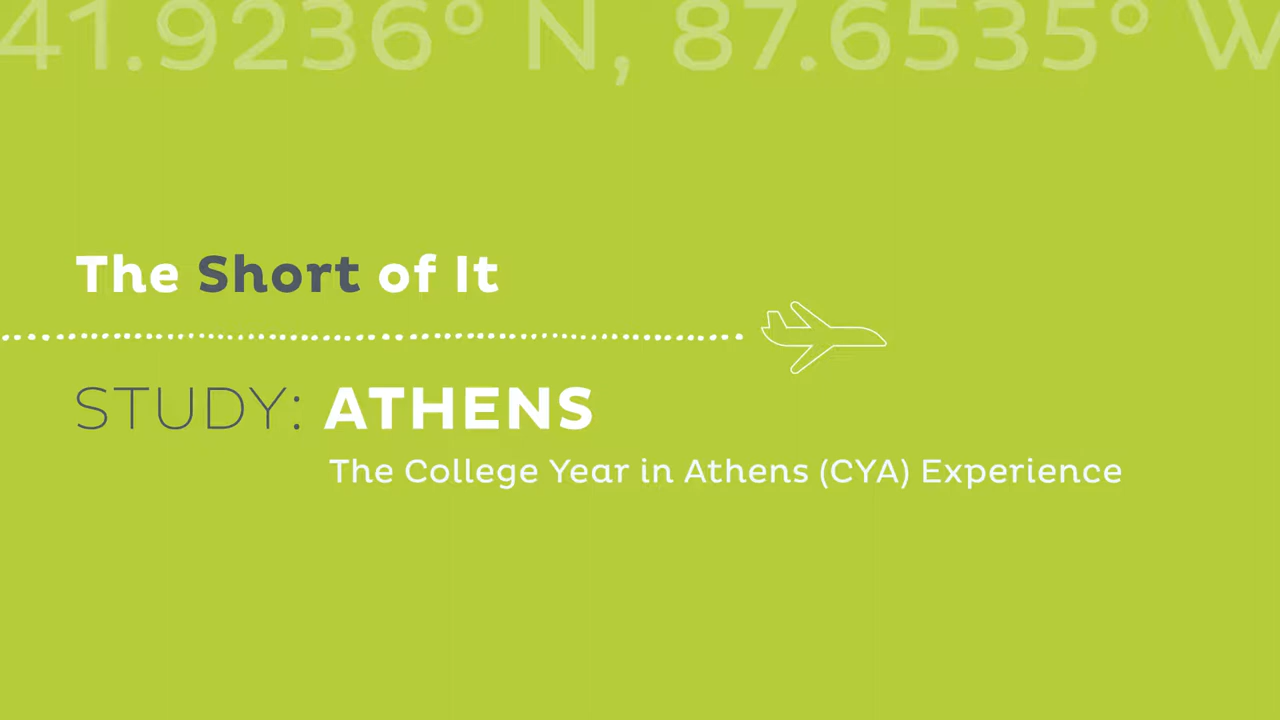 41.9236° N, 87.6535° W
The Short of It
STUDY: ATHENS
The College Year in Athens (CYA) Experience